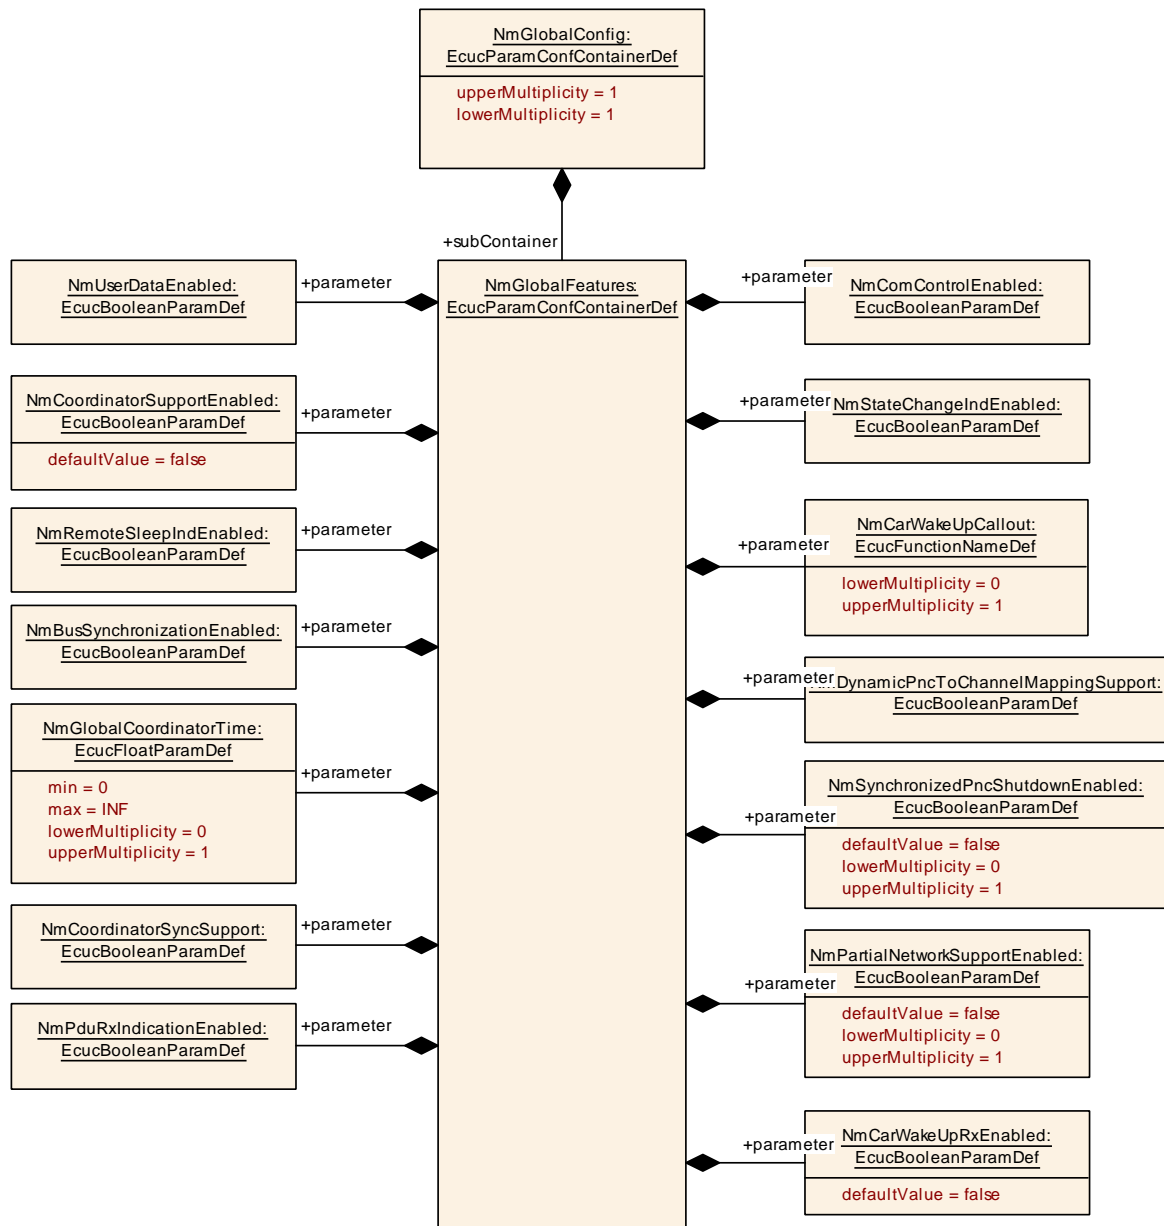 NmGlobalConfig:
EcucParamConfContainerDef
upperMultiplicity = 1
lowerMultiplicity = 1
+subContainer
NmGlobalFeatures:
EcucParamConfContainerDef
NmUserDataEnabled:
EcucBooleanParamDef
+parameter
NmCoordinatorSupportEnabled:
EcucBooleanParamDef
defaultValue = false
+parameter
NmRemoteSleepIndEnabled:
EcucBooleanParamDef
+parameter
NmBusSynchronizationEnabled:
EcucBooleanParamDef
+parameter
NmGlobalCoordinatorTime:
EcucFloatParamDef
min = 0
max = INF
lowerMultiplicity = 0
upperMultiplicity = 1
+parameter
NmCoordinatorSyncSupport:
EcucBooleanParamDef
+parameter
NmPduRxIndicationEnabled:
EcucBooleanParamDef
+parameter
+parameter
NmComControlEnabled:
EcucBooleanParamDef
+parameter
NmStateChangeIndEnabled:
EcucBooleanParamDef
+parameter
NmCarWakeUpCallout:
EcucFunctionNameDef
lowerMultiplicity = 0
upperMultiplicity = 1
+parameter
NmDynamicPncToChannelMappingSupport:
EcucBooleanParamDef
+parameter
NmSynchronizedPncShutdownEnabled:
EcucBooleanParamDef
defaultValue = false
lowerMultiplicity = 0
upperMultiplicity = 1
+parameter
NmPartialNetworkSupportEnabled:
EcucBooleanParamDef
defaultValue = false
lowerMultiplicity = 0
upperMultiplicity = 1
+parameter
NmCarWakeUpRxEnabled:
EcucBooleanParamDef
defaultValue = false